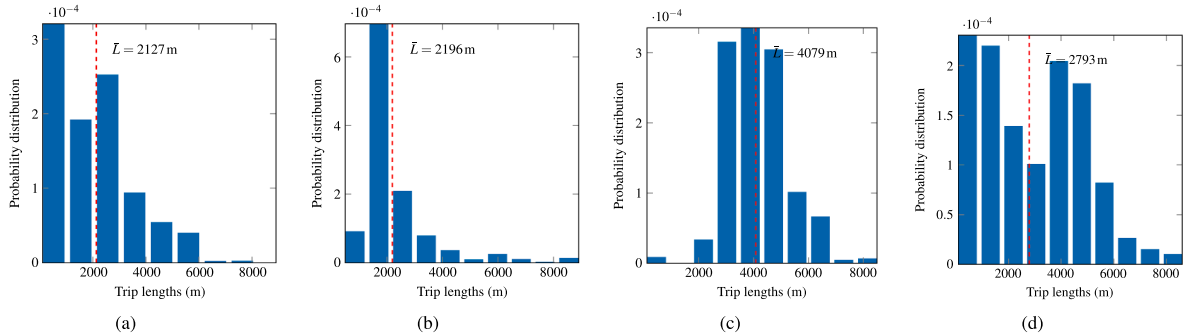 ·10⁻⁴
3
2
1
0
2000 4000 6000 8000
Probability distribution
Trip lengths (m)
L̄ = 2127 m
(a)
·10⁻⁴
6
4
2
0
2000 4000 6000 8000
Probability distribution
Trip lengths (m)
L̄ = 2196 m
(b)
·10⁻⁴
3
2
1
0
2000 4000 6000 8000
Probability distribution
Trip lengths (m)
L̄ = 4079 m
(c)
·10⁻⁴
2
1.5
1
0.5
0
2000 4000 6000 8000
Probability distribution
Trip lengths (m)
L̄ = 2793 m
(d)